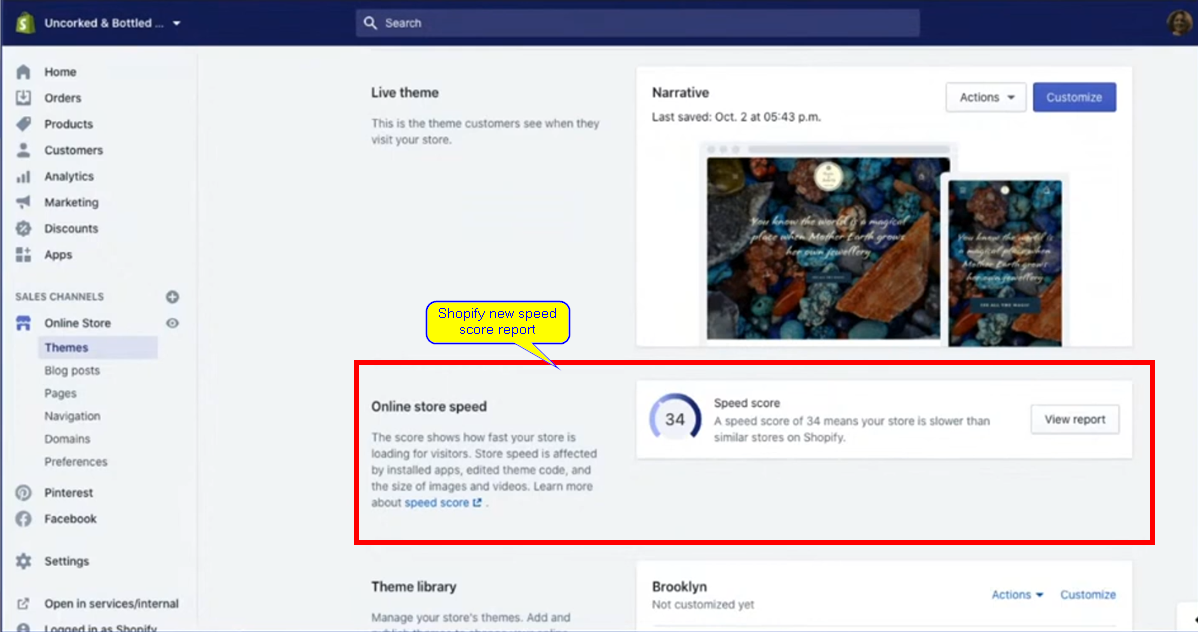 Uncorked & Bottled ...
Search
Home
Orders
Products
Customers
Analytics
Marketing
Discounts
Apps
SALES CHANNELS
Online Store
Themes
Blog posts
Pages
Navigation
Domains
Preferences
Pinterest
Facebook
Settings
Open in services/internal
Logged in as Shopify
Live theme
This is the theme customers see when they
visit your store.
Narrative
Last saved: Oct. 2 at 05:43 p.m.
Actions
Customize
You know the world is a magical
place when Mother Earth grows
her own jewellery
You know the world is
a magical place when
Mother Earth grows
her own jewellery
SEE ALL THE MAGIC
Shopify new speed
score report
Online store speed
The score shows how fast your store is
loading for visitors. Store speed is affected
by installed apps, edited theme code, and
the size of images and videos. Learn more
about speed score .
34
Speed score
A speed score of 34 means your store is slower than
similar stores on Shopify.
View report
Theme library
Manage your store's themes. Add and
publish themes to change your online
Brooklyn
Not customized yet
Actions
Customize